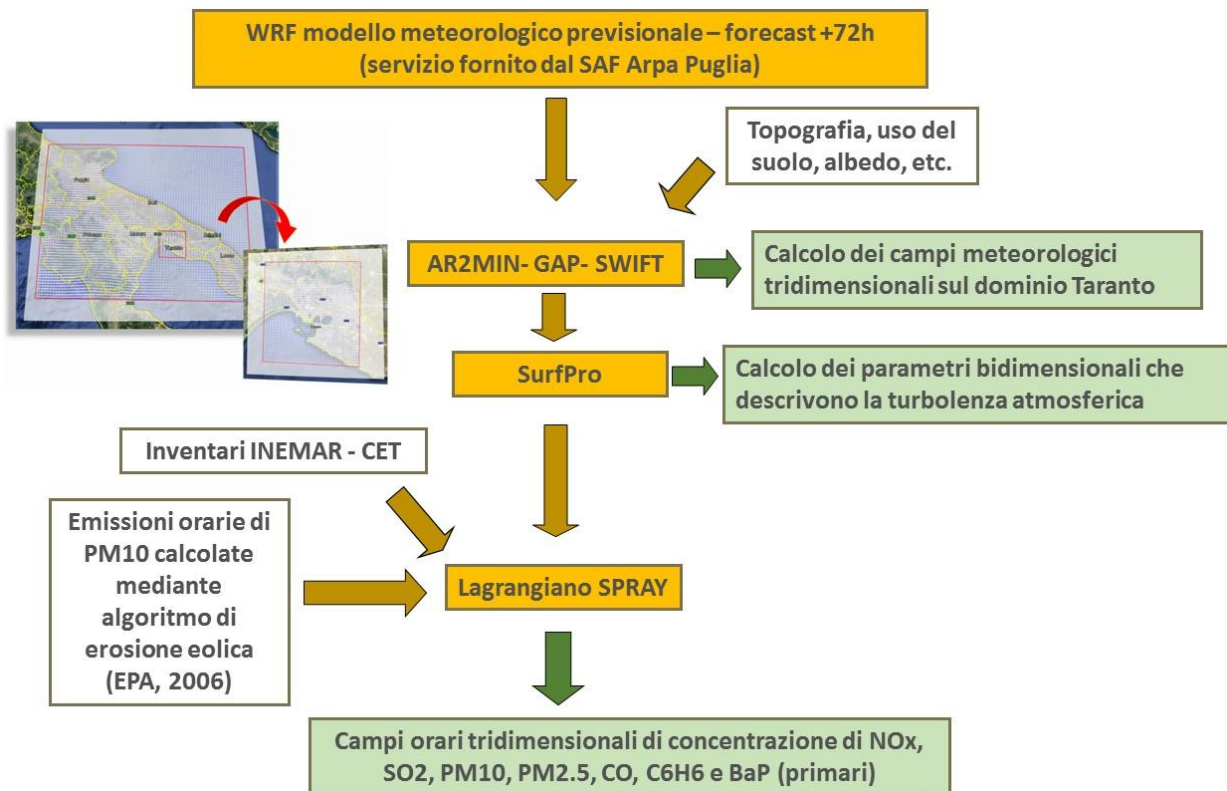 WRF modello meteorologico previsionale – forecast +72h
(servizio fornito dal SAF Arpa Puglia)
Topografia, uso del
suolo, albedo, etc.
AR2MIN- GAP- SWIFT
Calcolo dei campi meteorologici
tridimensionali sul dominio Taranto
SurfPro
Calcolo dei parametri bidimensionali che
descrivono la turbolenza atmosferica
Inventari INEMAR - CET
Emissioni orarie di
PM10 calcolate
mediante
algoritmo di
erosione eolica
(EPA, 2006)
Lagrangiano SPRAY
Campi orari tridimensionali di concentrazione di NOx,
SO2, PM10, PM2.5, CO, C6H6 e BaP (primari)